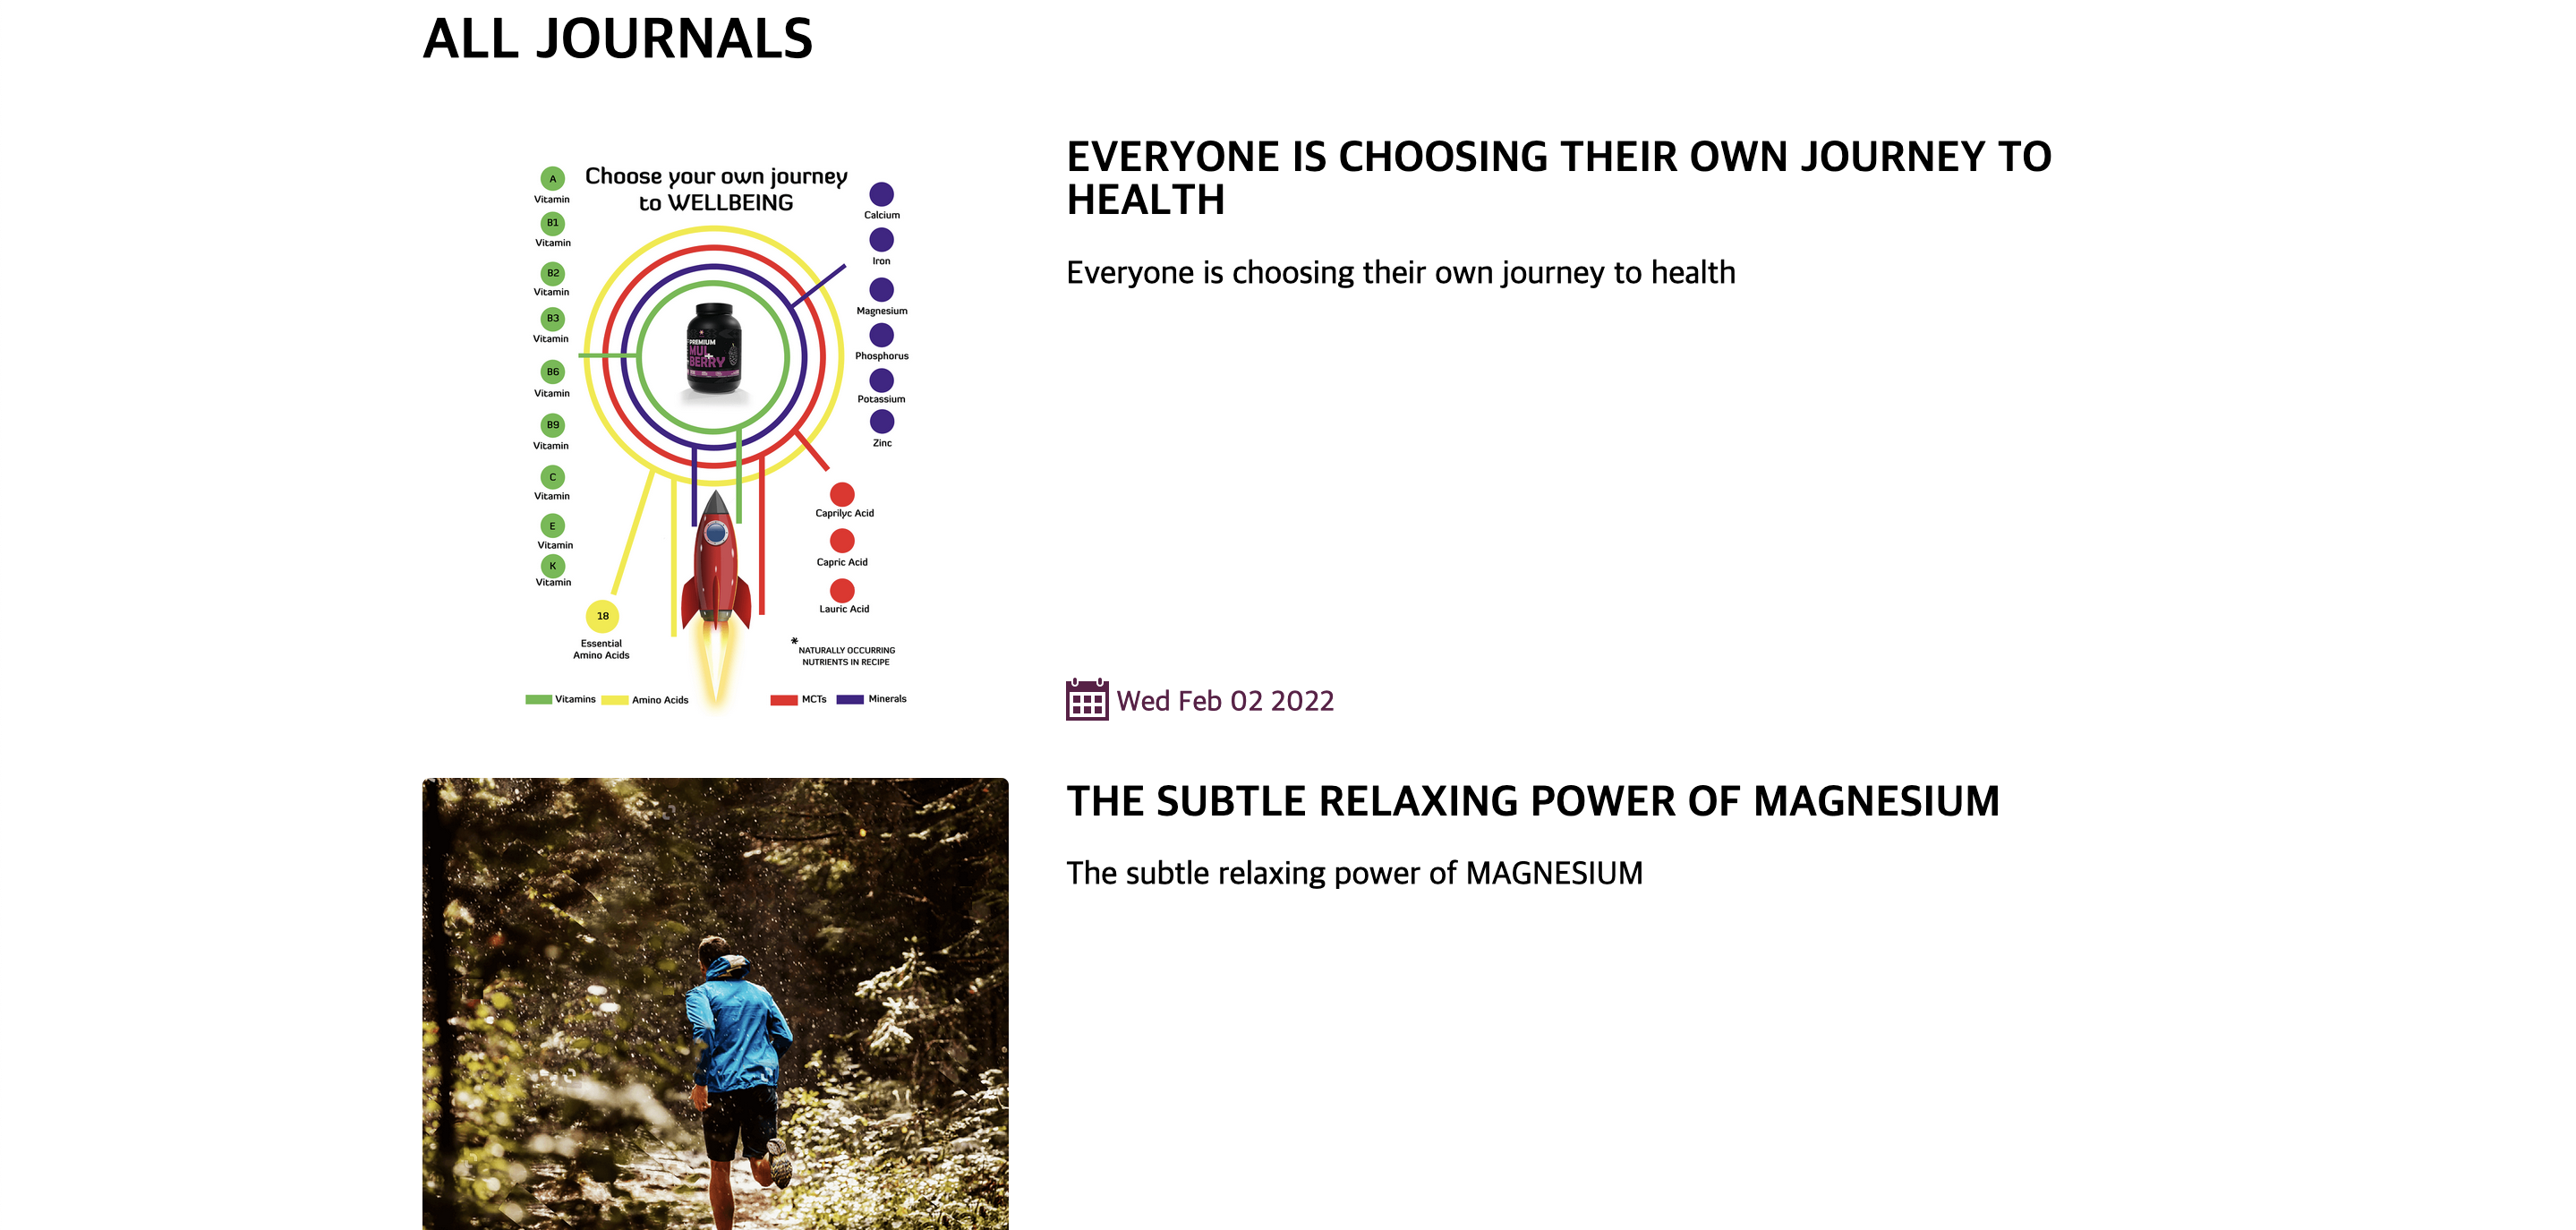 ALL JOURNALS
Choose your own journey
to WELLBEING
A
Vitamin
B1
Vitamin
B2
Vitamin
B3
Vitamin
B6
Vitamin
B9
Vitamin
C
Vitamin
E
Vitamin
K
Vitamin
18
Essential
Amino Acids
PREMIUM
MUL
BERRY
Calcium
Iron
Magnesium
Phosphorus
Potassium
Zinc
Caprilyc Acid
Capric Acid
Lauric Acid
*
NATURALLY OCCURRING
NUTRIENTS IN RECIPE
Vitamins
Amino Acids
MCTs
Minerals
EVERYONE IS CHOOSING THEIR OWN JOURNEY TO
HEALTH
Everyone is choosing their own journey to health
Wed Feb 02 2022
THE SUBTLE RELAXING POWER OF MAGNESIUM
The subtle relaxing power of MAGNESIUM